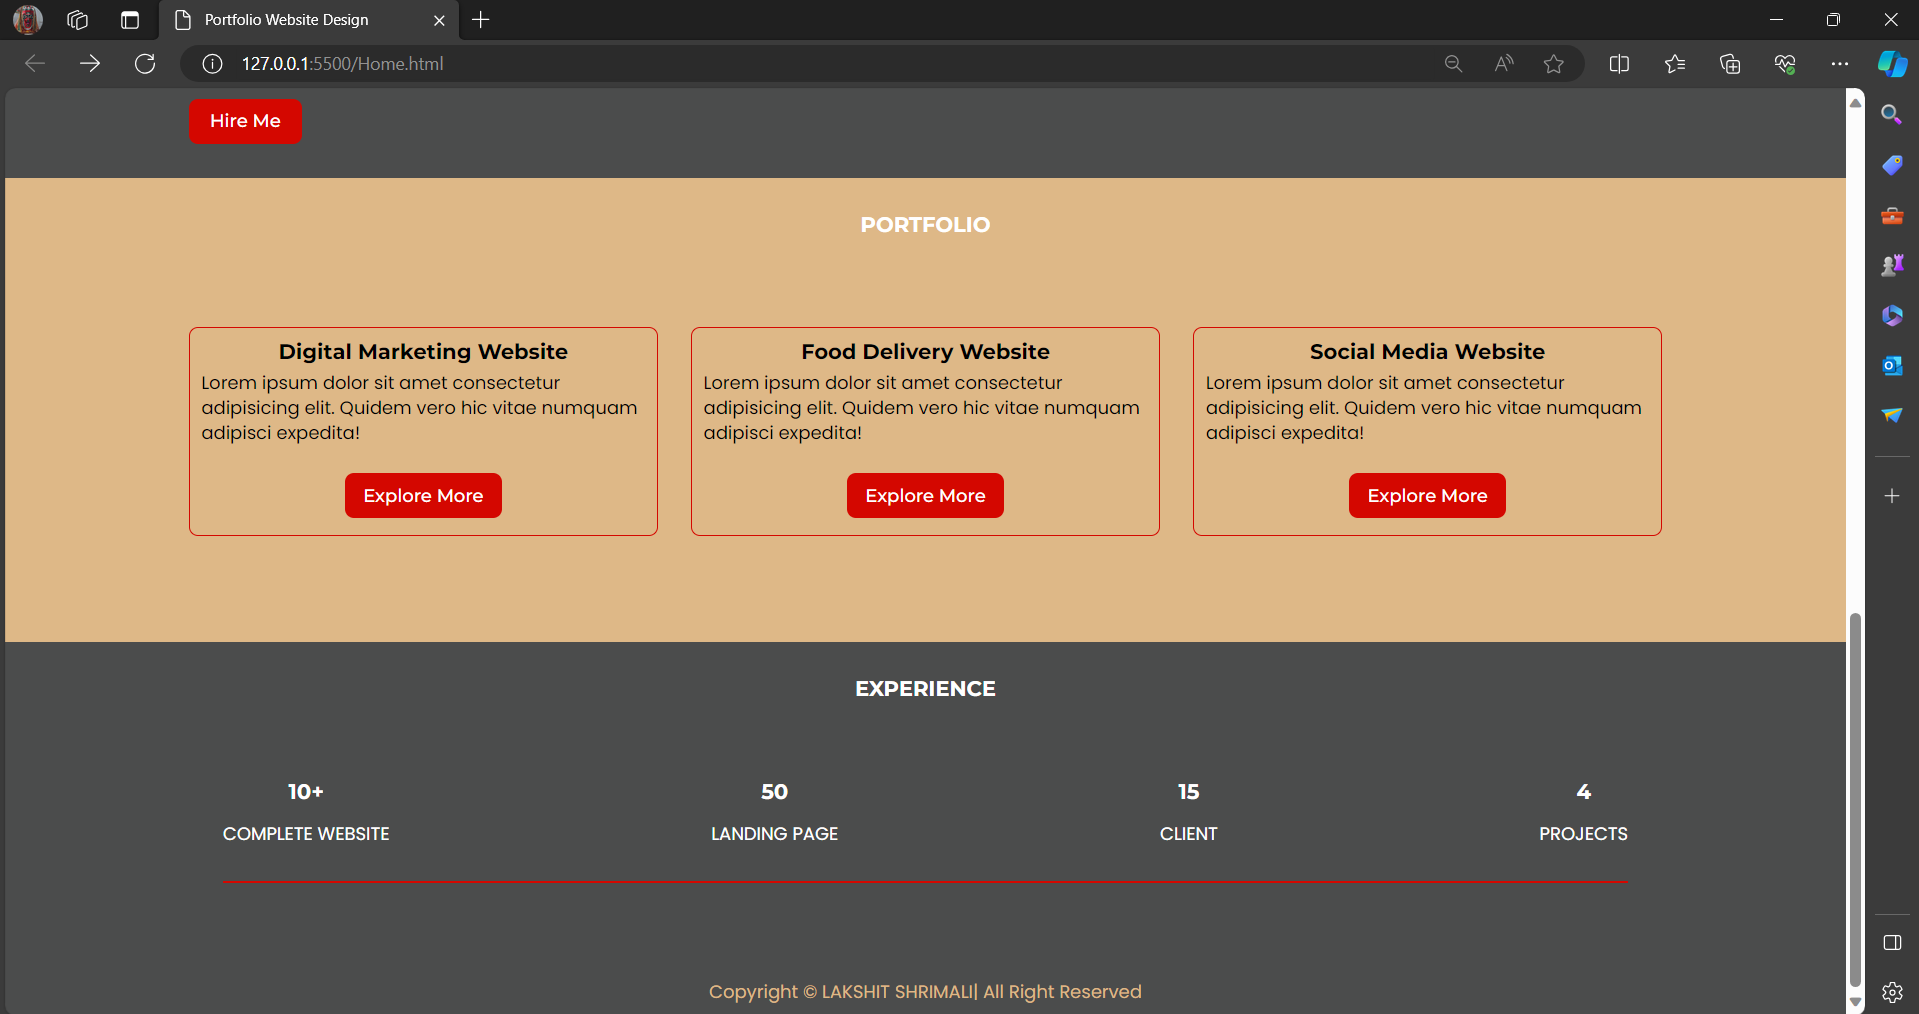 Portfolio Website Design
127.0.0.1:5500/Home.html
Hire Me
PORTFOLIO
Digital Marketing Website
Lorem ipsum dolor sit amet consectetur
adipisicing elit. Quidem vero hic vitae numquam
adipisci expedita!
Explore More
Food Delivery Website
Lorem ipsum dolor sit amet consectetur
adipisicing elit. Quidem vero hic vitae numquam
adipisci expedita!
Explore More
Social Media Website
Lorem ipsum dolor sit amet consectetur
adipisicing elit. Quidem vero hic vitae numquam
adipisci expedita!
Explore More
EXPERIENCE
10+
COMPLETE WEBSITE
50
LANDING PAGE
15
CLIENT
4
PROJECTS
Copyright © LAKSHIT SHRIMALI| All Right Reserved